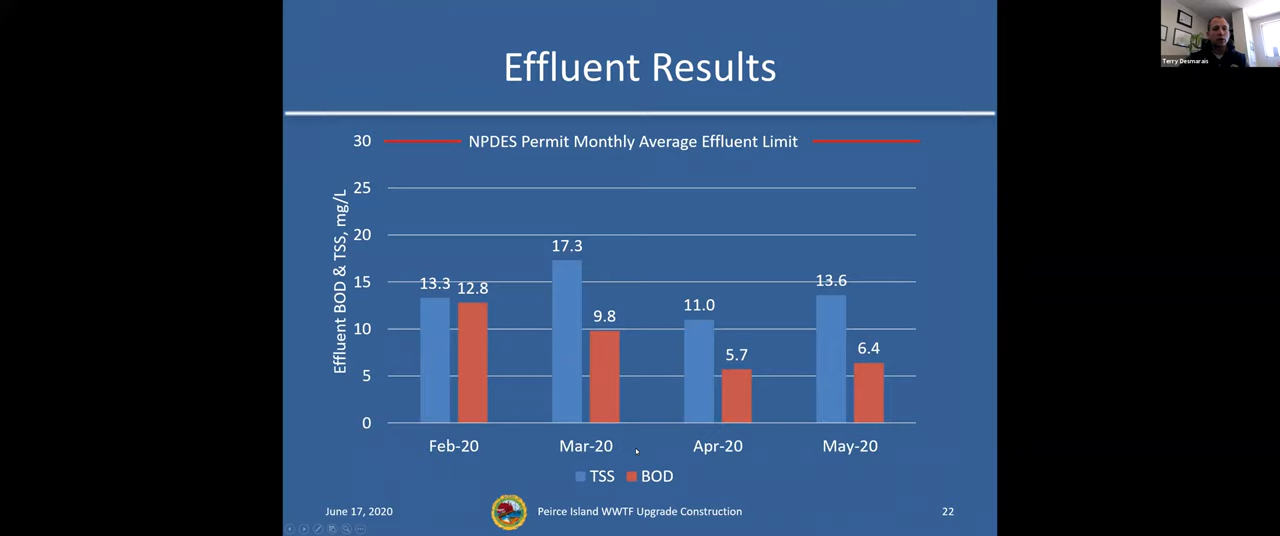 Effluent Results
Terry Desmarais
30
NPDES Permit Monthly Average Effluent Limit
25
20
15
10
5
0
Effluent BOD & TSS, mg/L
13.3
12.8
17.3
9.8
11.0
5.7
13.6
6.4
Feb-20
Mar-20
Apr-20
May-20
TSS
BOD
June 17, 2020
Peirce Island WWTF Upgrade Construction
22